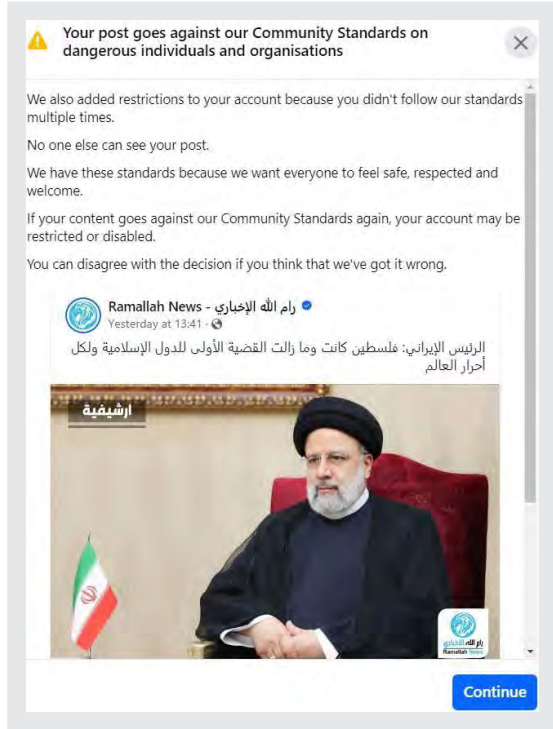 Your post goes against our Community Standards on
dangerous individuals and organisations
We also added restrictions to your account because you didn't follow our standards
multiple times.
No one else can see your post.
We have these standards because we want everyone to feel safe, respected and
welcome.
If your content goes against our Community Standards again, your account may be
restricted or disabled.
You can disagree with the decision if you think that we've got it wrong.
Ramallah News - رام الله الإخباري
Yesterday at 13:41 ·
الرئيس الإيراني: فلسطين كانت وما زالت القضية الأولى للدول الإسلامية ولكل
أحرار العالم
ارشيفية
رام الله الاخباري
Ramallah News
Continue